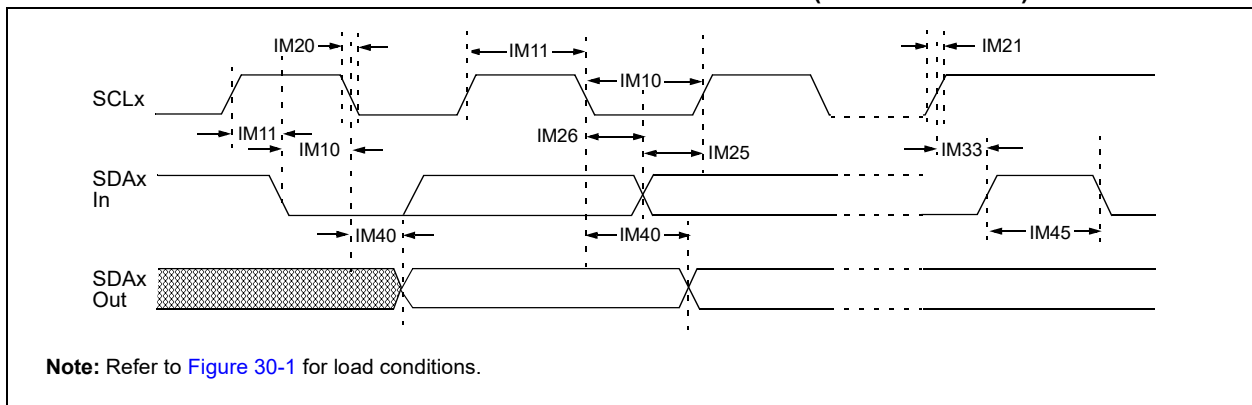 IM20
IM11
IM21
IM10
SCLx
IM11
IM26
IM10
IM25
IM33
SDAx
In
IM40
IM40
IM45
SDAx
Out
Note: Refer to Figure 30-1 for load conditions.